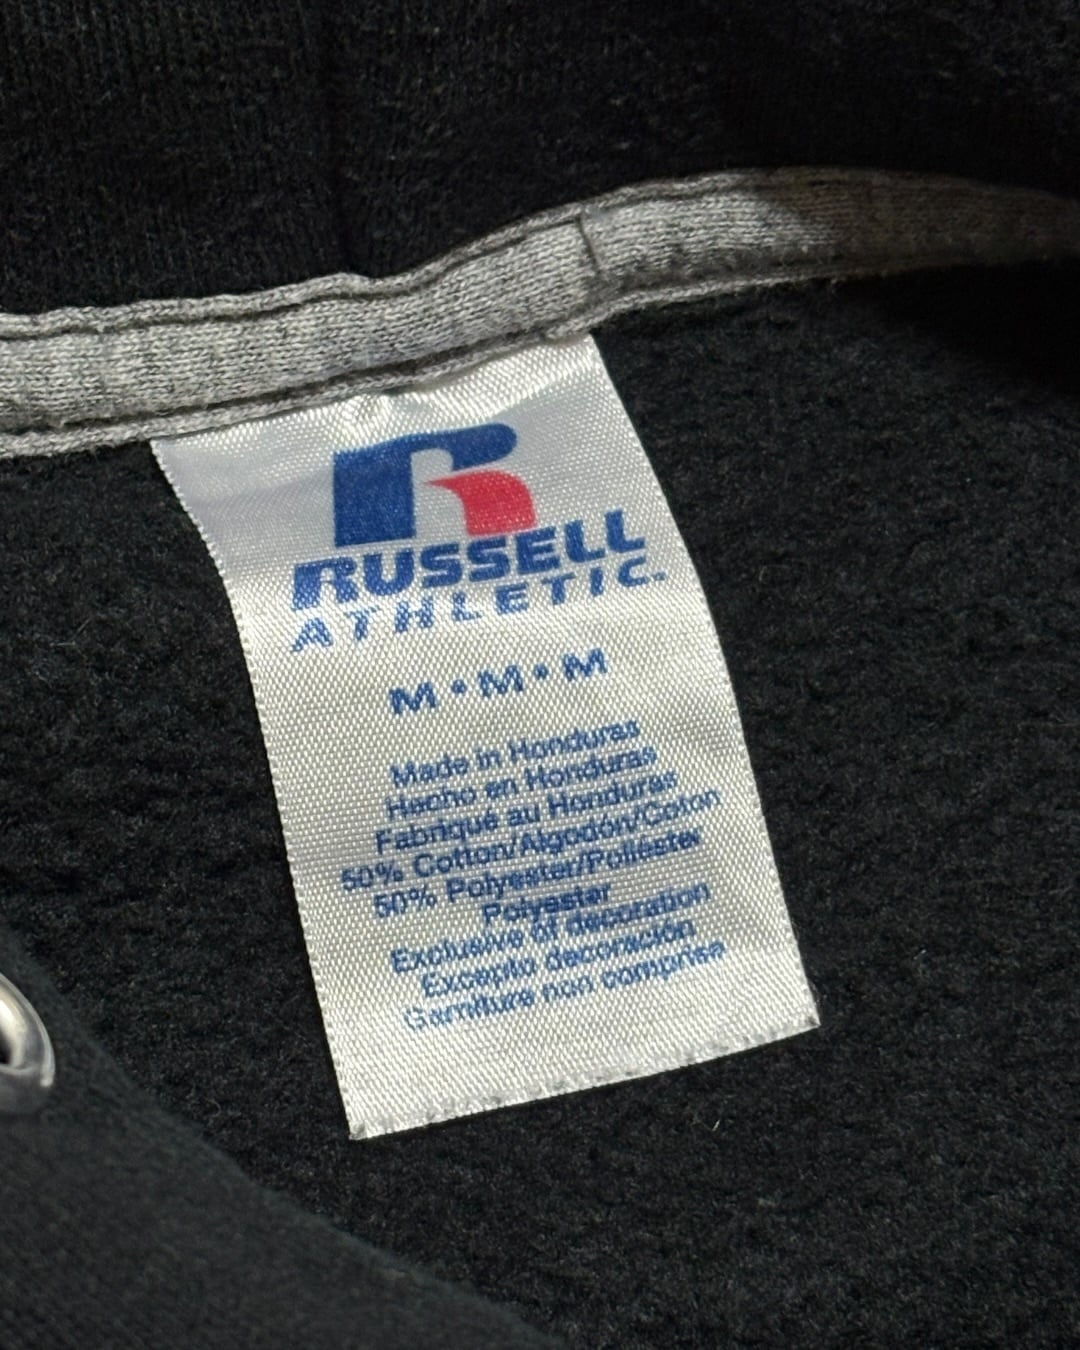 RUSSELL
ATHLETIC.
M • M • M
Made in Honduras
Hecho en Honduras
Fabriqué au Honduras
50% Cotton/Algodón/Coton
50% Polyester/Poliéster
Polyester
Exclusive of decoration
Excepto decoración
Garniture non comprise